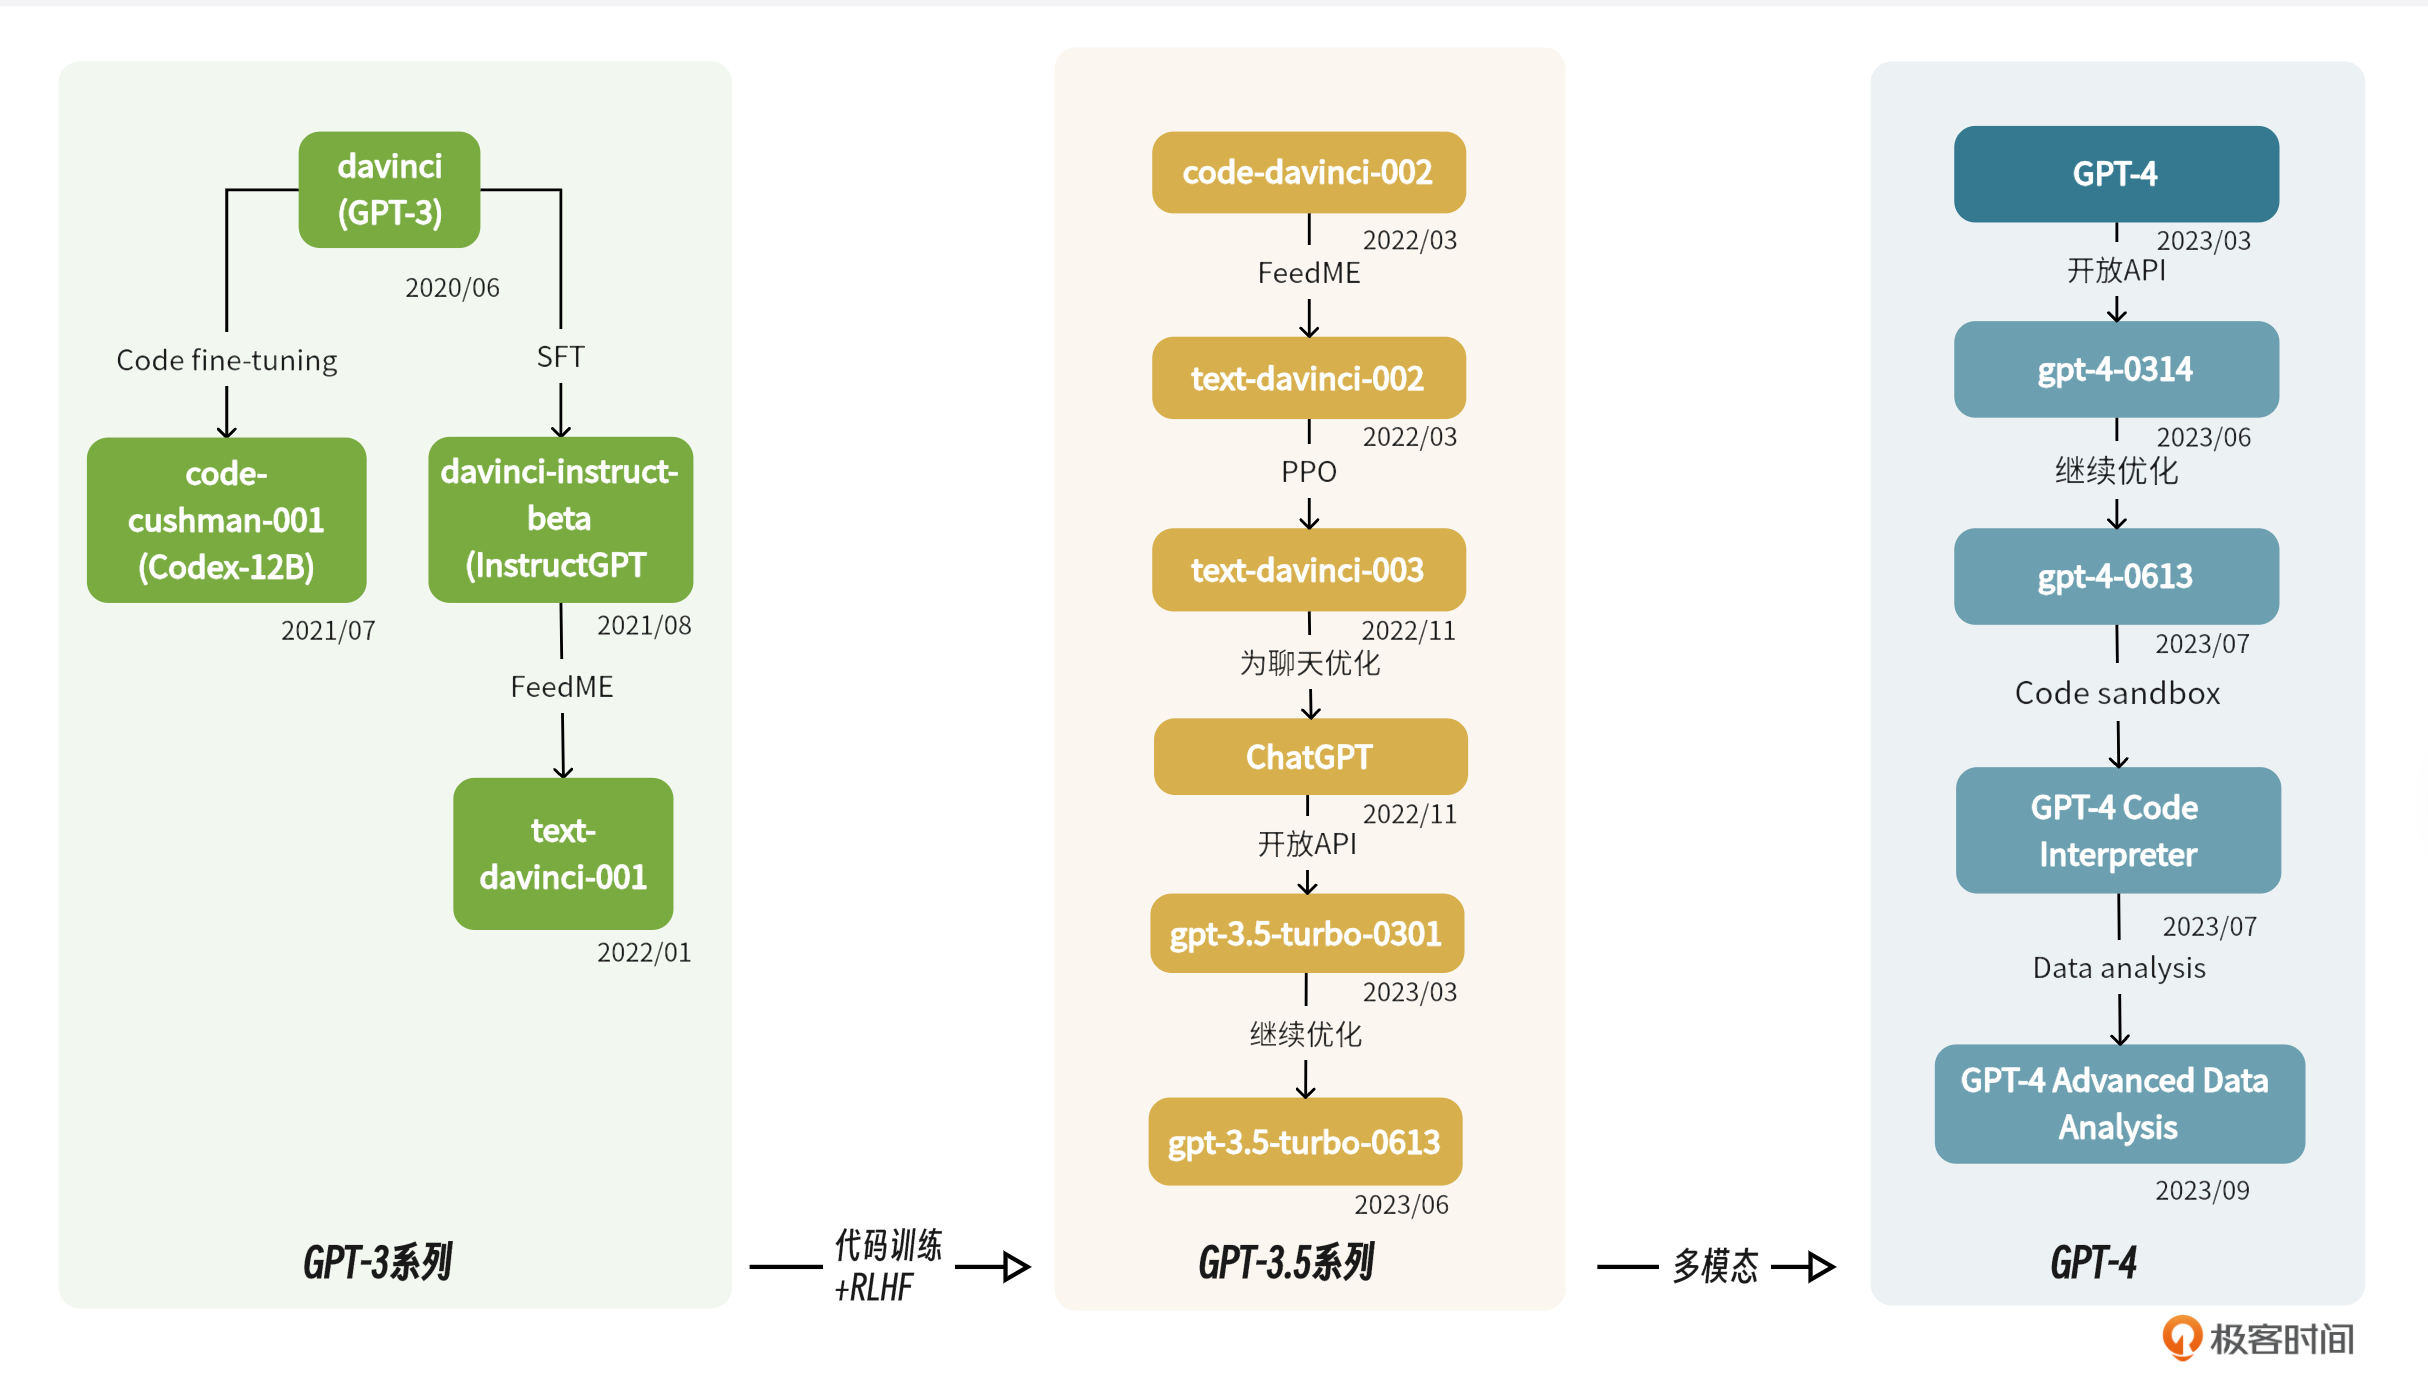 davinci
(GPT-3)
2020/06
Code fine-tuning
SFT
code-
cushman-001
(Codex-12B)
2021/07
davinci-instruct-
beta
(InstructGPT
2021/08
FeedME
text-
davinci-001
2022/01
GPT-3系列
代码训练
+RLHF
code-davinci-002
2022/03
FeedME
text-davinci-002
2022/03
PPO
text-davinci-003
2022/11
为聊天优化
ChatGPT
2022/11
开放API
gpt-3.5-turbo-0301
2023/03
继续优化
gpt-3.5-turbo-0613
2023/06
GPT-3.5系列
多模态
GPT-4
2023/03
开放API
gpt-4-0314
2023/06
继续优化
gpt-4-0613
2023/07
Code sandbox
GPT-4 Code
Interpreter
2023/07
Data analysis
GPT-4 Advanced Data
Analysis
2023/09
GPT-4
极客时间